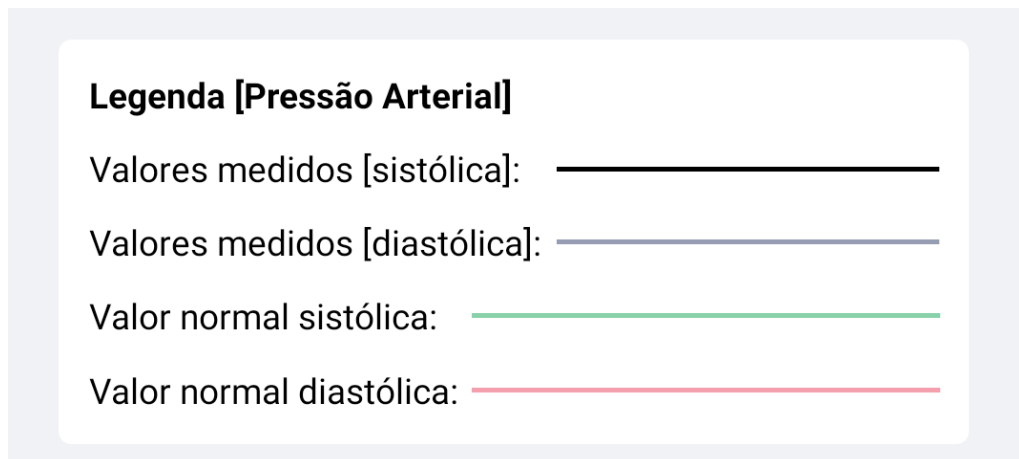 Legenda [Pressão Arterial]
Valores medidos [sistólica]:
Valores medidos [diastólica]:
Valor normal sistólica:
Valor normal diastólica: